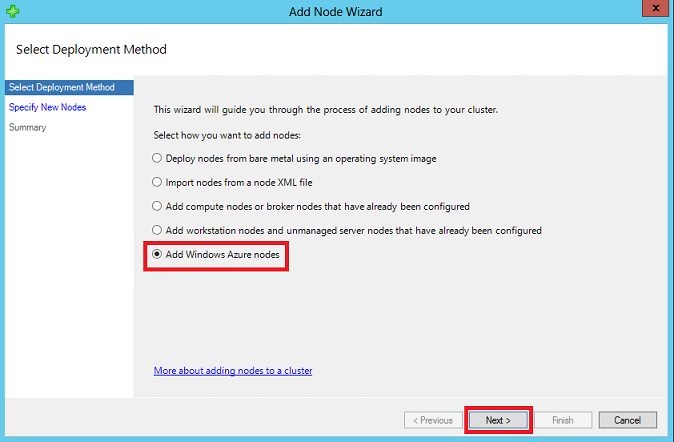 Add Node Wizard
x
Select Deployment Method
Select Deployment Method
Specify New Nodes
Summary
This wizard will guide you through the process of adding nodes to your cluster.
Select how you want to add nodes:
Deploy nodes from bare metal using an operating system image
Import nodes from a node XML file
Add compute nodes or broker nodes that have already been configured
Add workstation nodes and unmanaged server nodes that have already been configured
Add Windows Azure nodes
More about adding nodes to a cluster
< Previous
Next >
Finish
Cancel